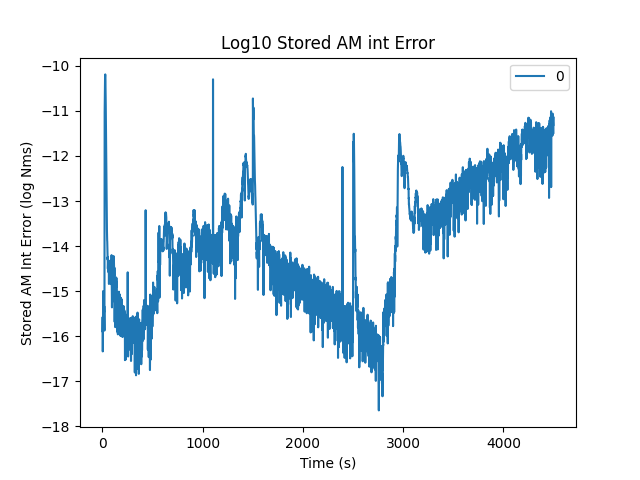 Log10 Stored AM int Error
0
−10
−11
−12
−13
−14
−15
−16
−17
−18
Stored AM Int Error (log Nms)
0 1000 2000 3000 4000
Time (s)